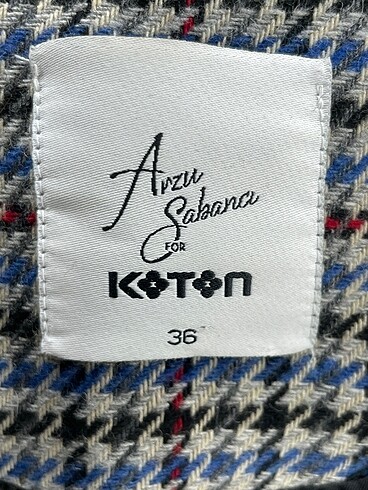 Arzu
Sabancı
FOR
KOTON
36